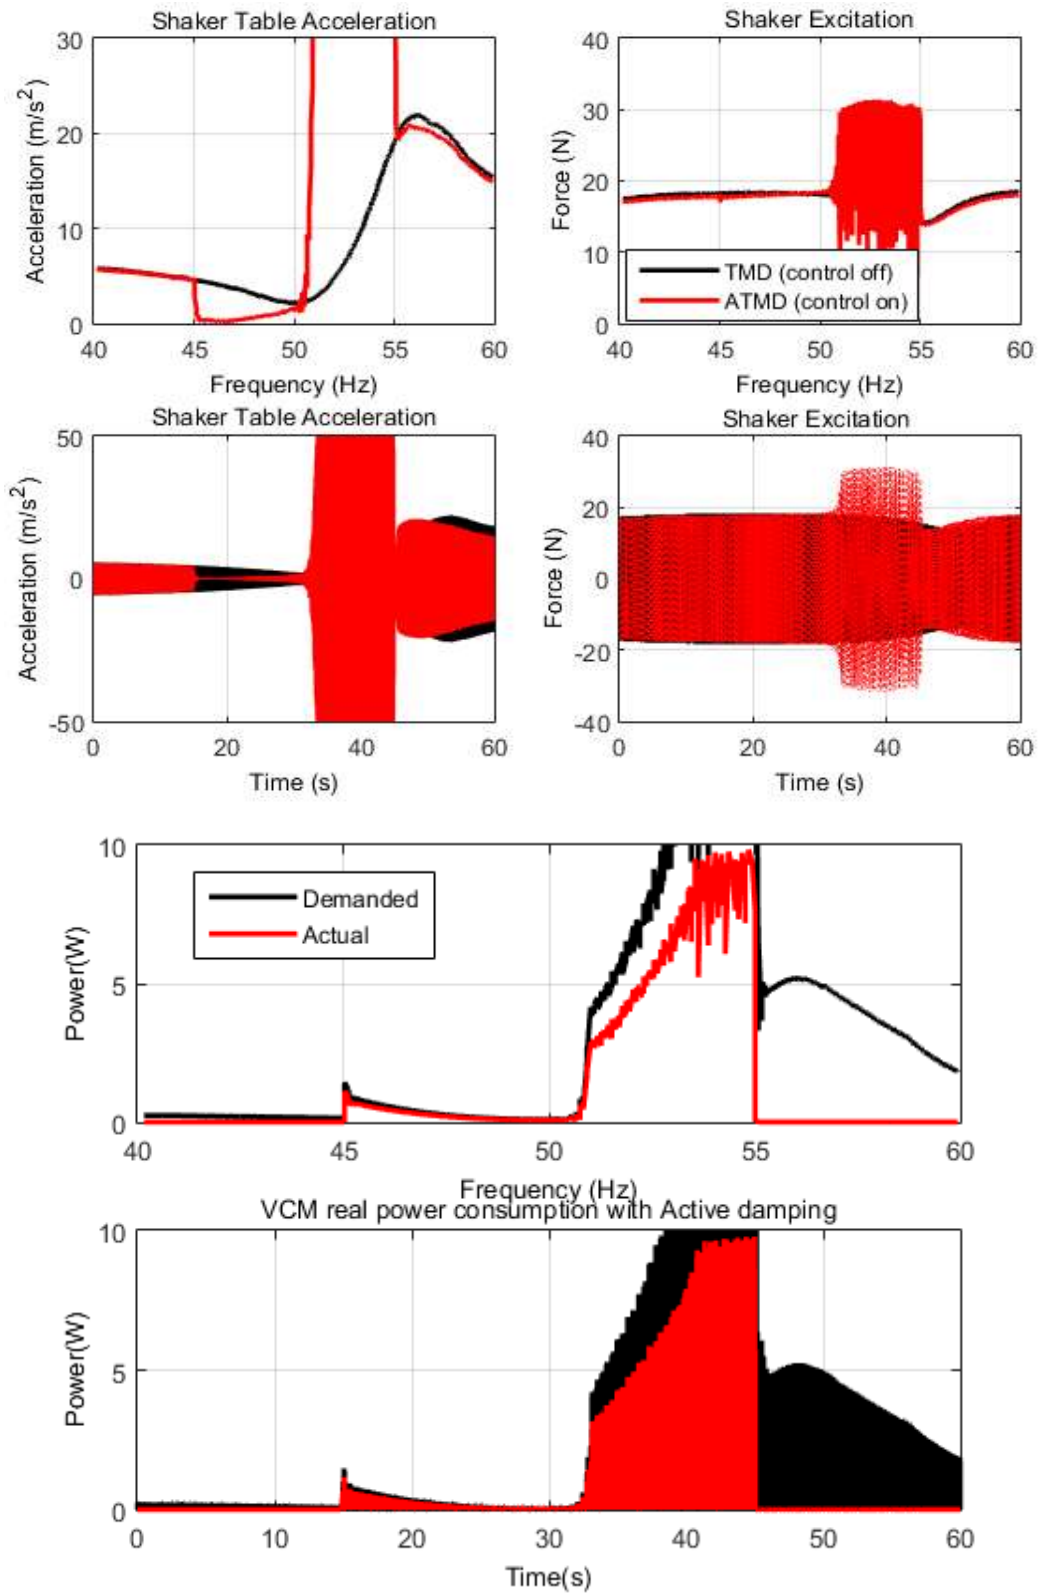 Shaker Table Acceleration
Acceleration (m/s²)
30
20
10
0
40 45 50 55 60
Frequency (Hz)
Shaker Excitation
Force (N)
40
30
20
10
0
TMD (control off)
ATMD (control on)
40 45 50 55 60
Frequency (Hz)
Shaker Table Acceleration
Acceleration (m/s²)
50
0
-50
0 20 40 60
Time (s)
Shaker Excitation
Force (N)
40
20
0
-20
-40
0 20 40 60
Time (s)
Power(W)
10
5
0
Demanded
Actual
40 45 50 55 60
Frequency (Hz)
VCM real power consumption with Active damping
Power(W)
10
5
0
0 10 20 30 40 50 60
Time(s)